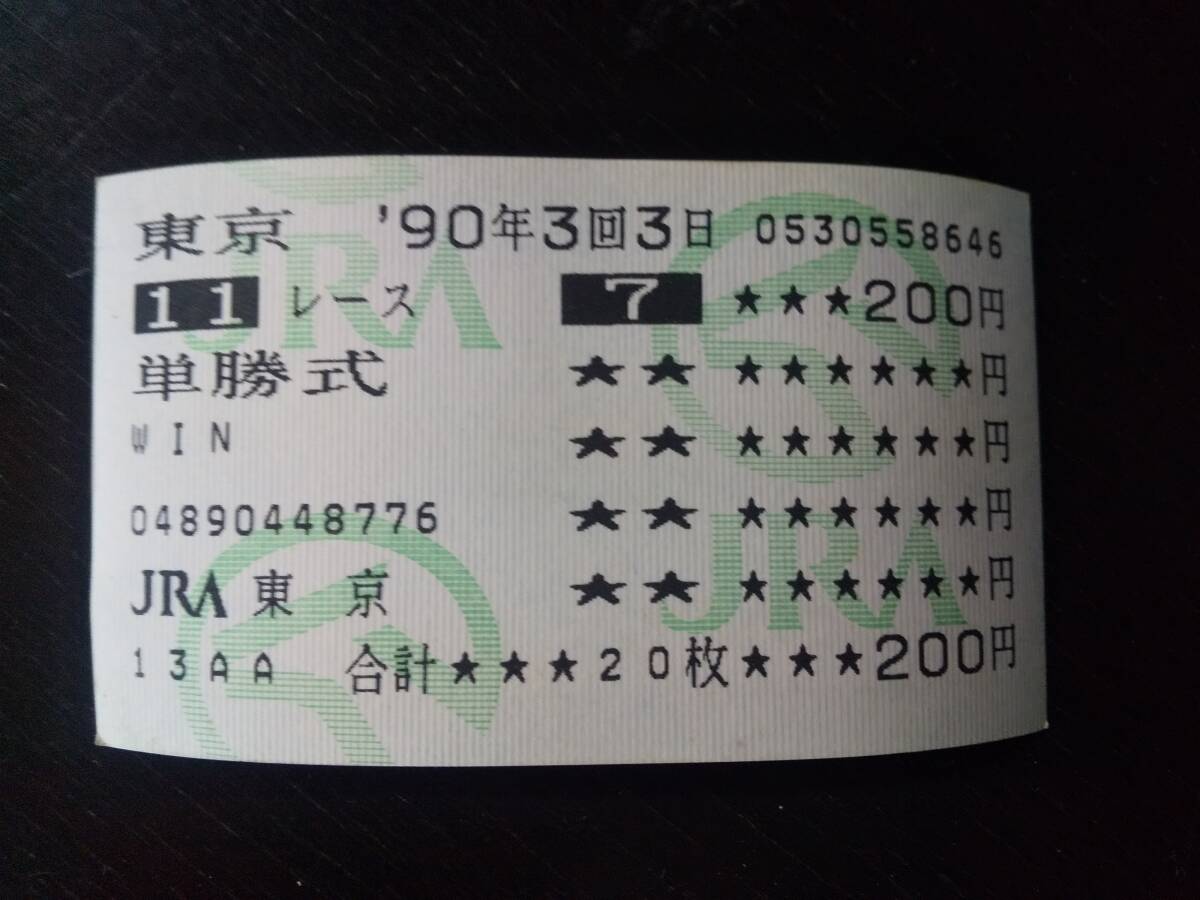 東京 '90年3回3日 0530558646
11 レース 7 ★★★200円
単勝式 ★★ ★★★★★★円
WIN ★★ ★★★★★★円
04890448776 ★★ ★★★★★★円
JRA 東 京 ★★ ★★★★★★円
13AA 合計★★★20枚★★★200円
JRA
JRA